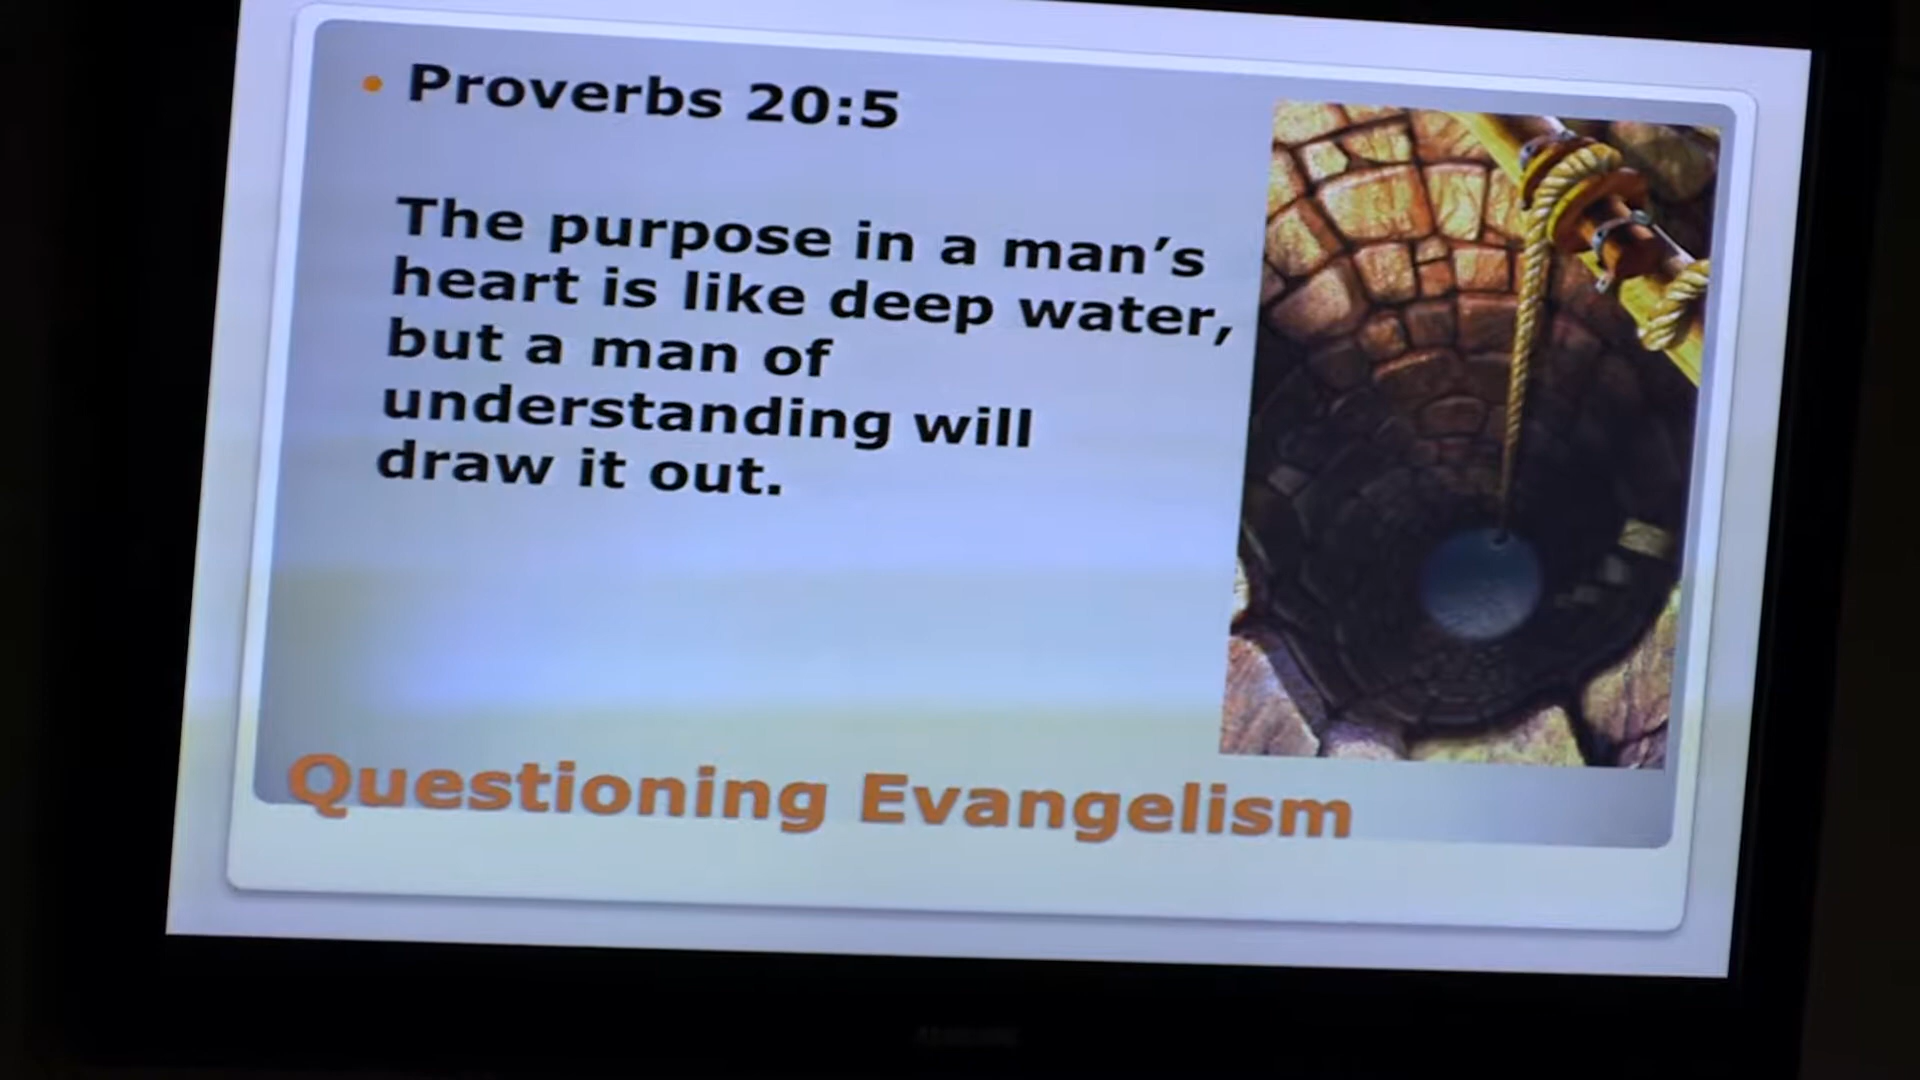 Proverbs 20:5
The purpose in a man's
heart is like deep water,
but a man of
understanding will
draw it out.
Questioning Evangelism